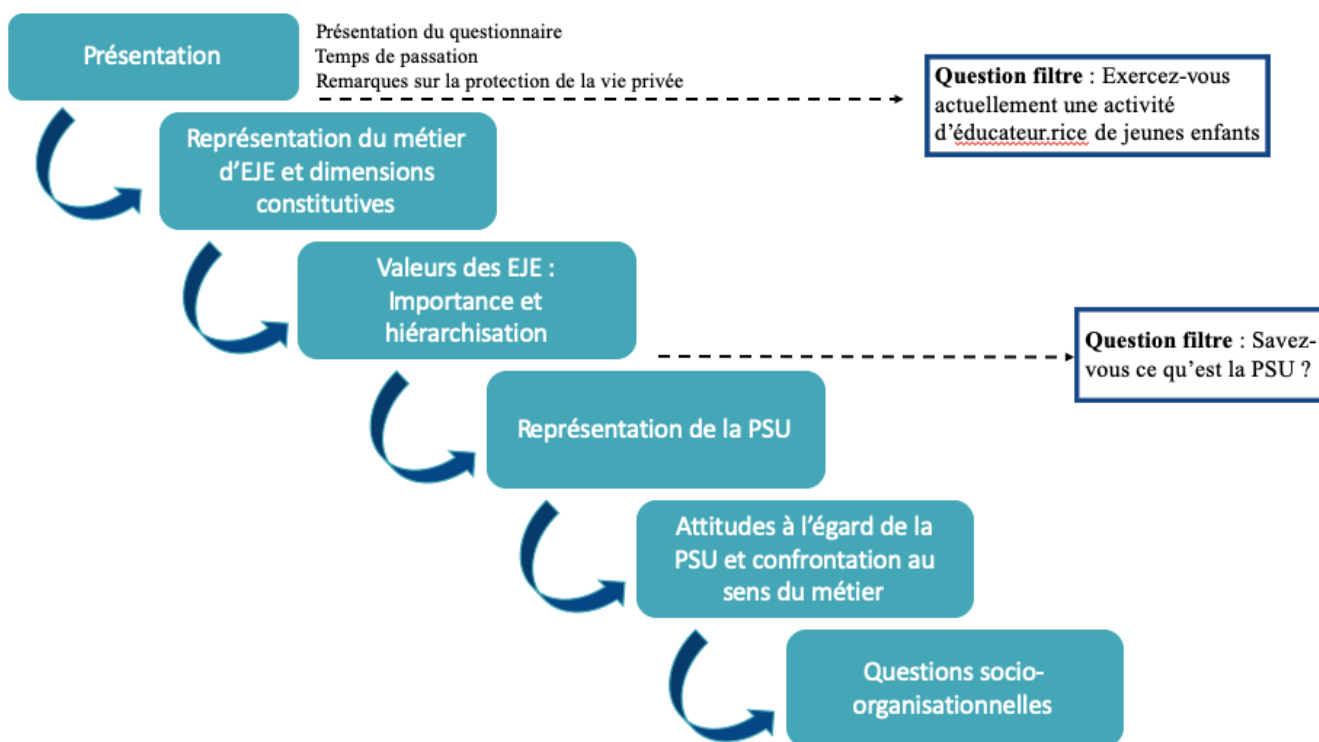 Présentation
Présentation du questionnaire
Temps de passation
Remarques sur la protection de la vie privée
Question filtre : Exercez-vous
actuellement une activité
d’éducateur.rice de jeunes enfants
Représentation du métier
d’EJE et dimensions
constitutives
Valeurs des EJE :
Importance et
hiérarchisation
Question filtre : Savez-
vous ce qu’est la PSU ?
Représentation de la PSU
Attitudes à l’égard de la
PSU et confrontation au
sens du métier
Questions socio-
organisationnelles